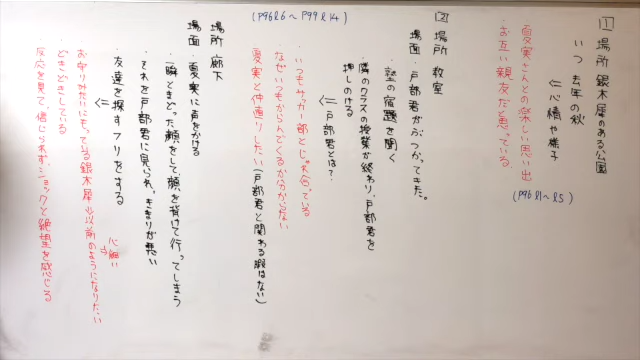 1 場所 銀木犀のある公園
いつ 去年の秋
⇐心情や様子
・夏実さんとの楽しい思い出
・お互い親友だと思っている。
(P96 l1～l5)
2 場所 教室
場面・戸部君がぶつかってきた。
・塾の宿題を聞く
・隣のクラスの授業が終わり、戸部君を
押しのける
⇐戸部君とは?
・いつもサッカー部とじゃれ合っている
・なぜいつもからんでくるか分からない
夏実と仲直りしたい(戸部君と関わる暇はない)
(P96 l6～P99 l14)
場所 廊下
場面・夏実に声をかける
・一瞬とまどった顔をして顔を背けて行ってしまう
・それを戸部君に見られ、きまりが悪い
・友達を探すフリをする
⇐
お守りみたいにもっている銀木犀 以前のようになりたい
心細い
どきどきしている
反応を見て、信じられず、ショックと絶望を感じる